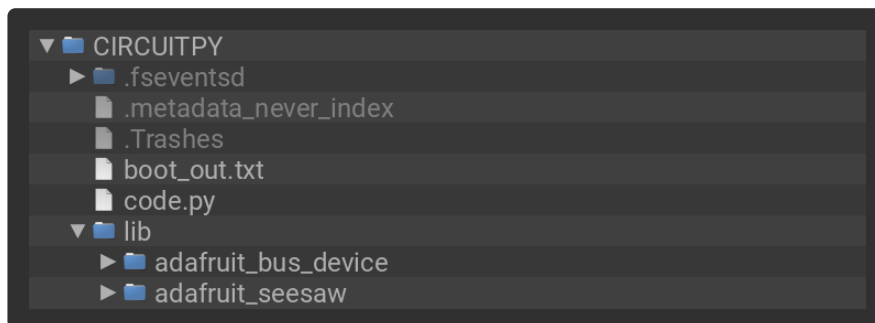 CIRCUITPY
.fseventsd
.metadata_never_index
.Trashes
boot_out.txt
code.py
lib
adafruit_bus_device
adafruit_seesaw